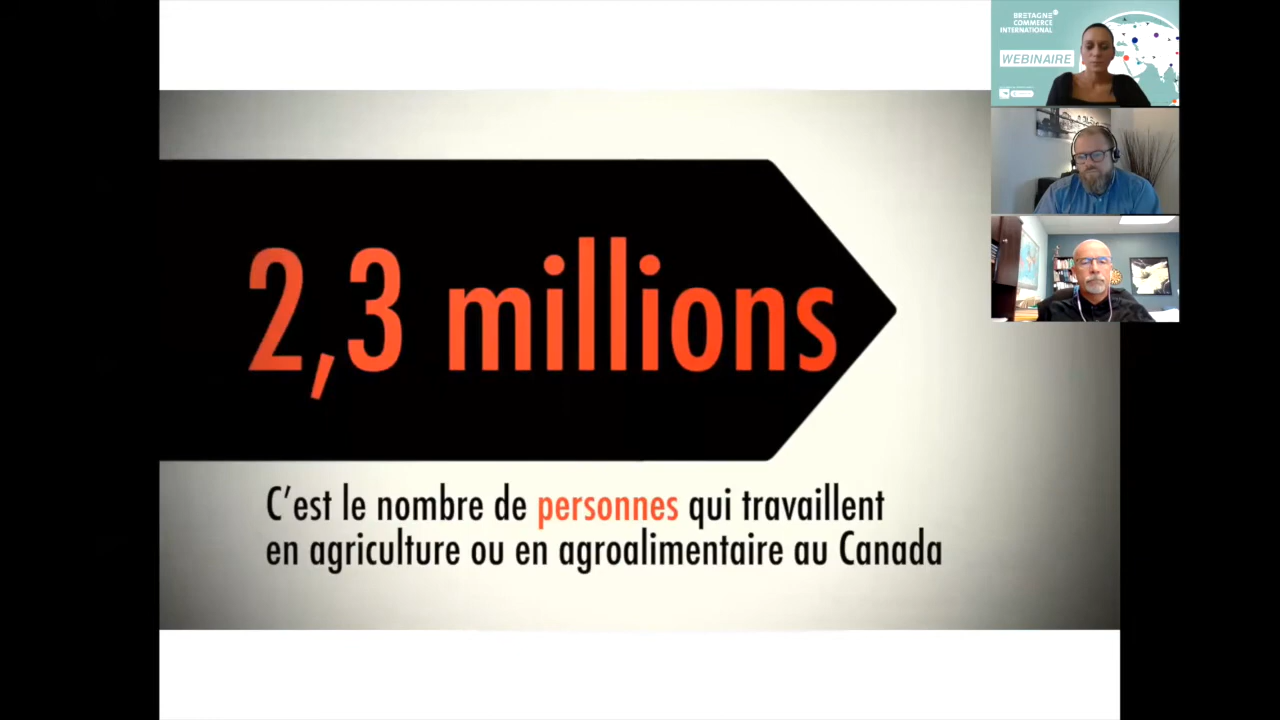 2,3 millions
C’est le nombre de personnes qui travaillent
en agriculture ou en agroalimentaire au Canada
BRETAGNE
COMMERCE
INTERNATIONAL
WEBINAIRE